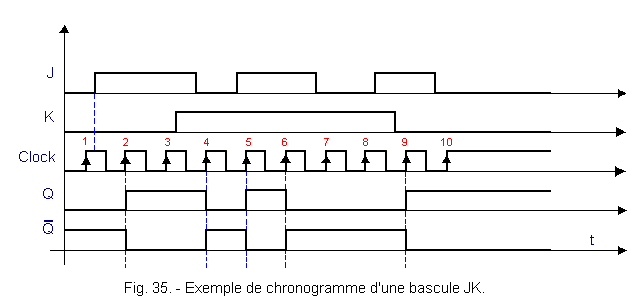 J
K
1 2 3 4 5 6 7 8 9 10
Clock
Q
Q̅
t
Fig. 35. - Exemple de chronogramme d'une bascule JK.